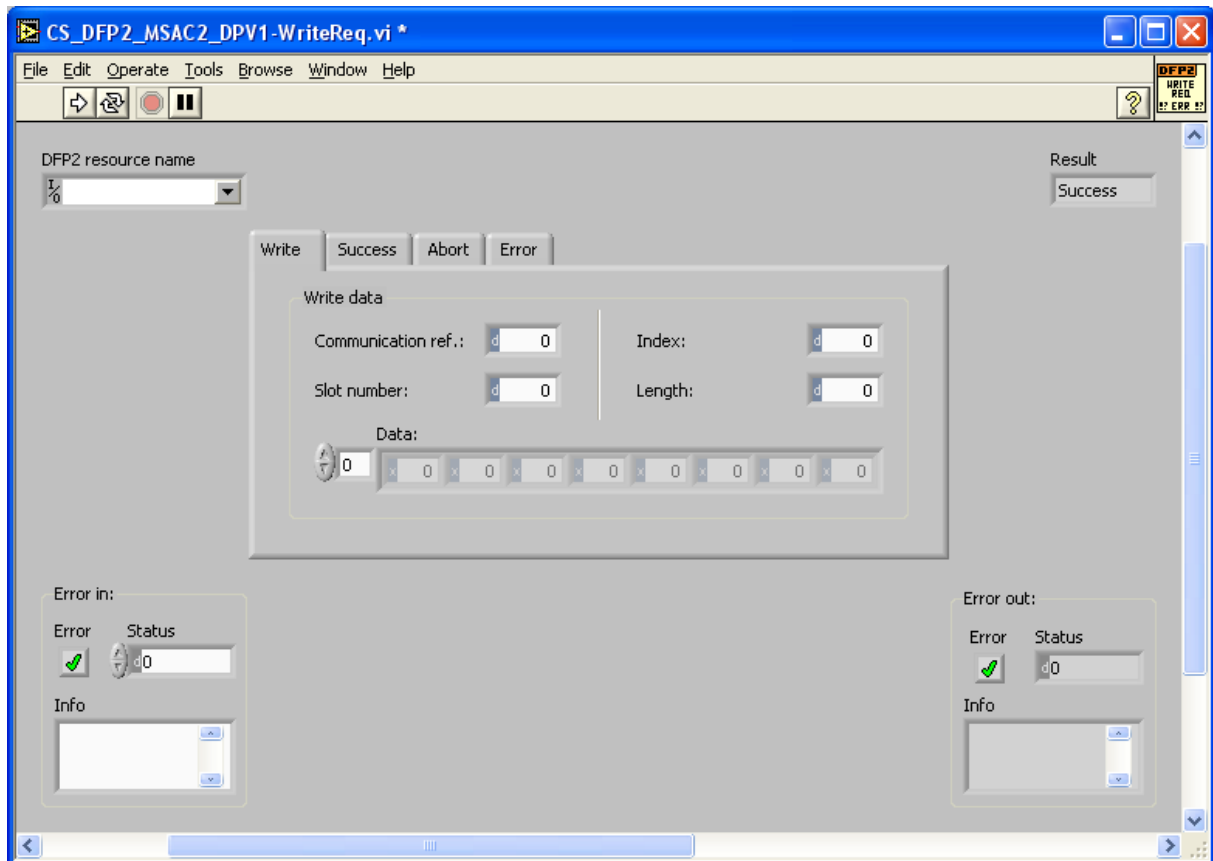 CS_DFP2_MSAC2_DPV1-WriteReq.vi *
File Edit Operate Tools Browse Window Help
DFP2
WRITE
REQ
!? ERR !?
DFP2 resource name
I/O
Result
Success
Write Success Abort Error
Write data
Communication ref.: d 0 Index: d 0
Slot number: d 0 Length: d 0
Data:
0 x 0 x 0 x 0 x 0 x 0 x 0 x 0 x 0
Error in:
Error Status
d 0
Info
Error out:
Error Status
d 0
Info